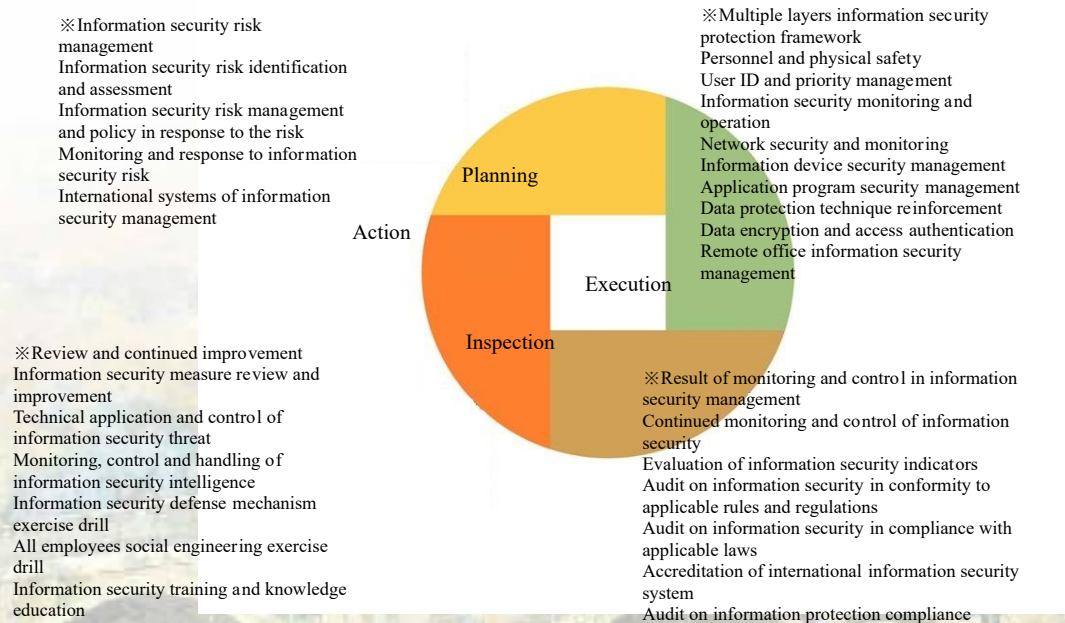 ※Information security risk
management
Information security risk identification
and assessment
Information security risk management
and policy in response to the risk
Monitoring and response to information
security risk
International systems of information
security management
※Multiple layers information security
protection framework
Personnel and physical safety
User ID and priority management
Information security monitoring and
operation
Network security and monitoring
Information device security management
Application program security management
Data protection technique reinforcement
Data encryption and access authentication
Remote office information security
management
Planning
Action
Execution
Inspection
※Review and continued improvement
Information security measure review and
improvement
Technical application and control of
information security threat
Monitoring, control and handling of
information security intelligence
Information security defense mechanism
exercise drill
All employees social engineering exercise
drill
Information security training and knowledge
education
※Result of monitoring and control in information
security management
Continued monitoring and control of information
security
Evaluation of information security indicators
Audit on information security in conformity to
applicable rules and regulations
Audit on information security in compliance with
applicable laws
Accreditation of international information security
system
Audit on information protection compliance